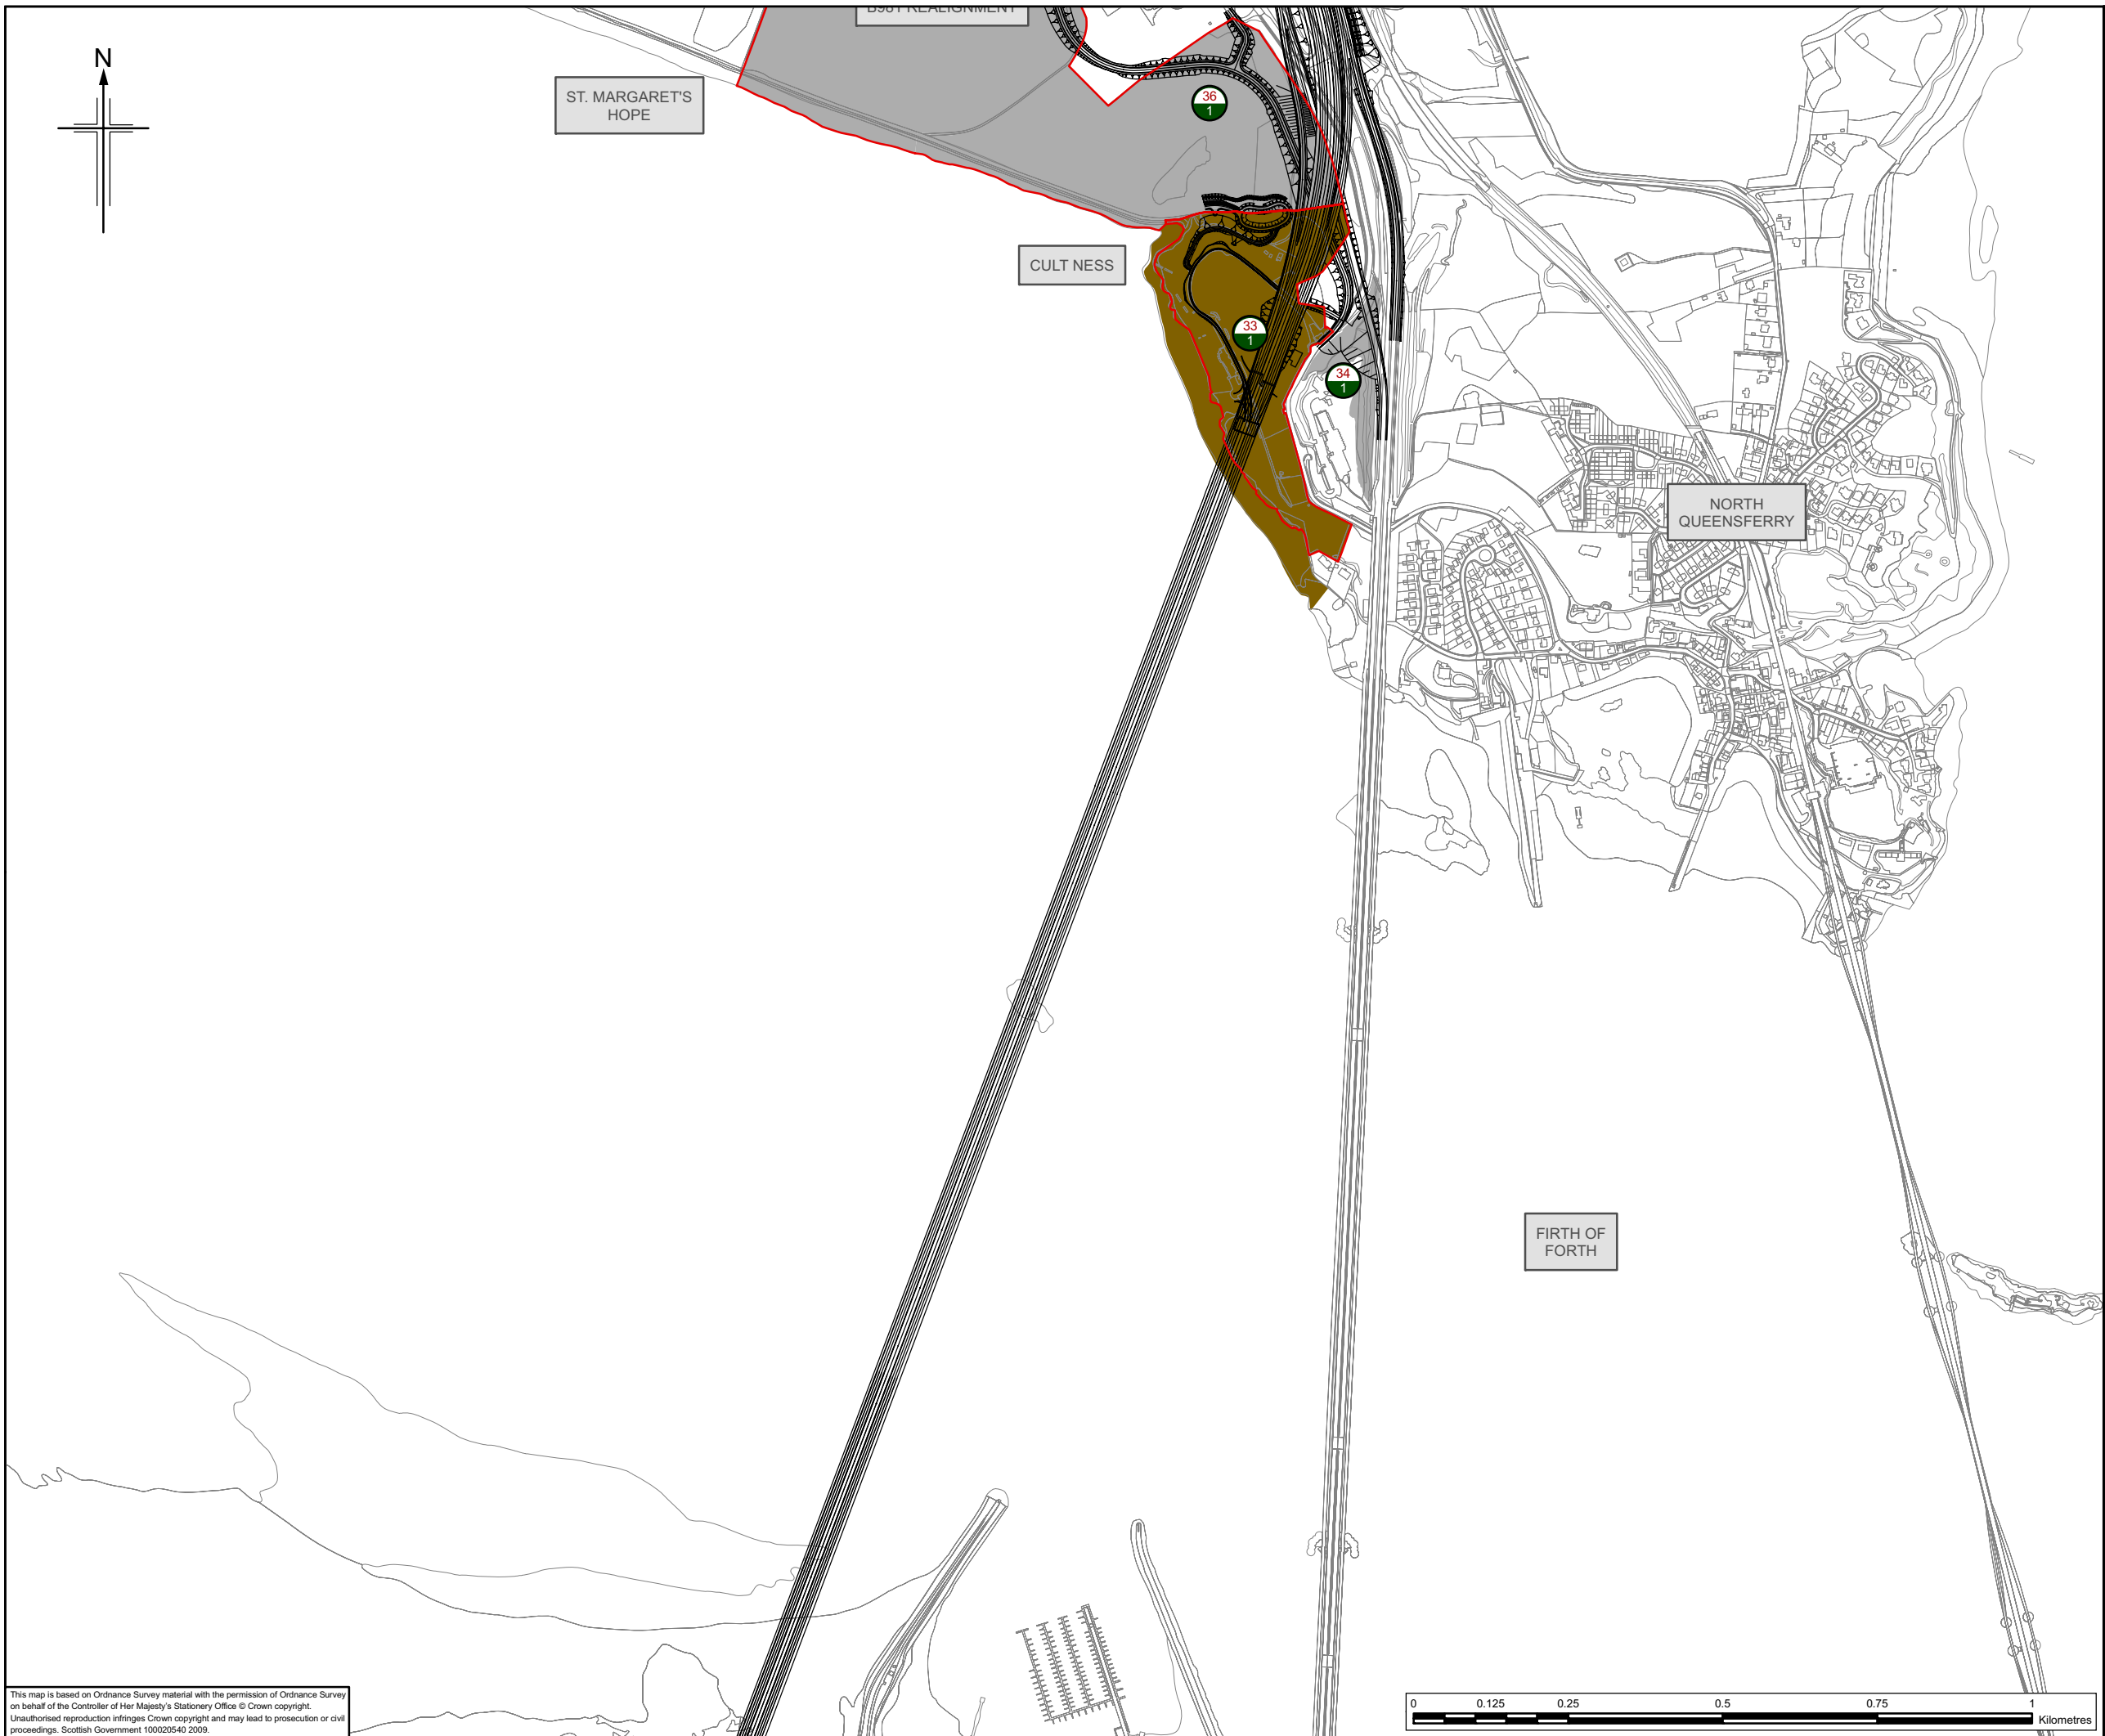 REALIGNMENT
N
ST. MARGARET'S
HOPE
36
1
CULT NESS
33
1
34
1
NORTH
QUEENSFERRY
FIRTH OF
FORTH
This map is based on Ordnance Survey material with the permission of Ordnance Survey
on behalf of the Controller of Her Majesty's Stationery Office © Crown copyright.
Unauthorised reproduction infringes Crown copyright and may lead to prosecution or civil
proceedings. Scottish Government 100020540 2009.
0 0.125 0.25 0.5 0.75 1
Kilometres